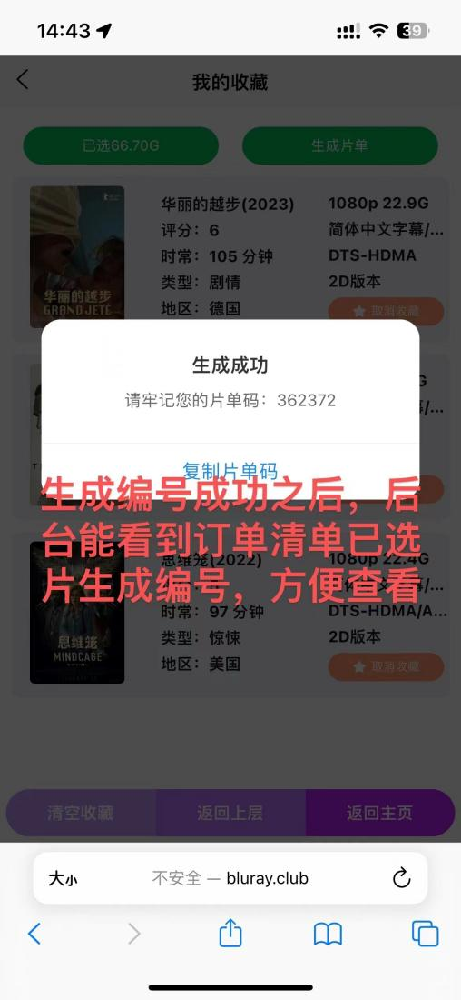 14:43
39
我的收藏
已选66.70G
生成片单
华丽的越步(2023)
评分：6
时常：105 分钟
类型：剧情
地区：德国
1080p 22.9G
简体中文字幕/...
DTS-HDMA
2D版本
取消收藏
华丽的越步
GRAND JETÉ
生成成功
请牢记您的片单码：362372
复制片单码
生成编号成功之后，后
台能看到订单清单已选
片生成编号，方便查看
思维笼(2022)
时常：97 分钟
类型：惊悚
地区：美国
1080p 22.4G
DTS-HDMA/A...
2D版本
取消收藏
思维笼
MINDCAGE
清空收藏
返回上层
返回主页
大小
不安全 — bluray.club